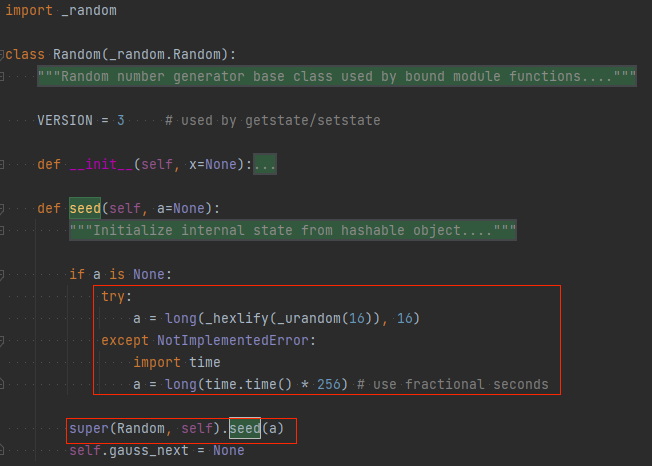 import _random
class Random(_random.Random):
"""Random number generator base class used by bound module functions...."""
VERSION = 3 # used by getstate/setstate
def __init__(self, x=None):...
def seed(self, a=None):
"""Initialize internal state from hashable object...."""
if a is None:
try:
a = long(_hexlify(_urandom(16)), 16)
except NotImplementedError:
import time
a = long(time.time() * 256) # use fractional seconds
super(Random, self).seed(a)
self.gauss_next = None